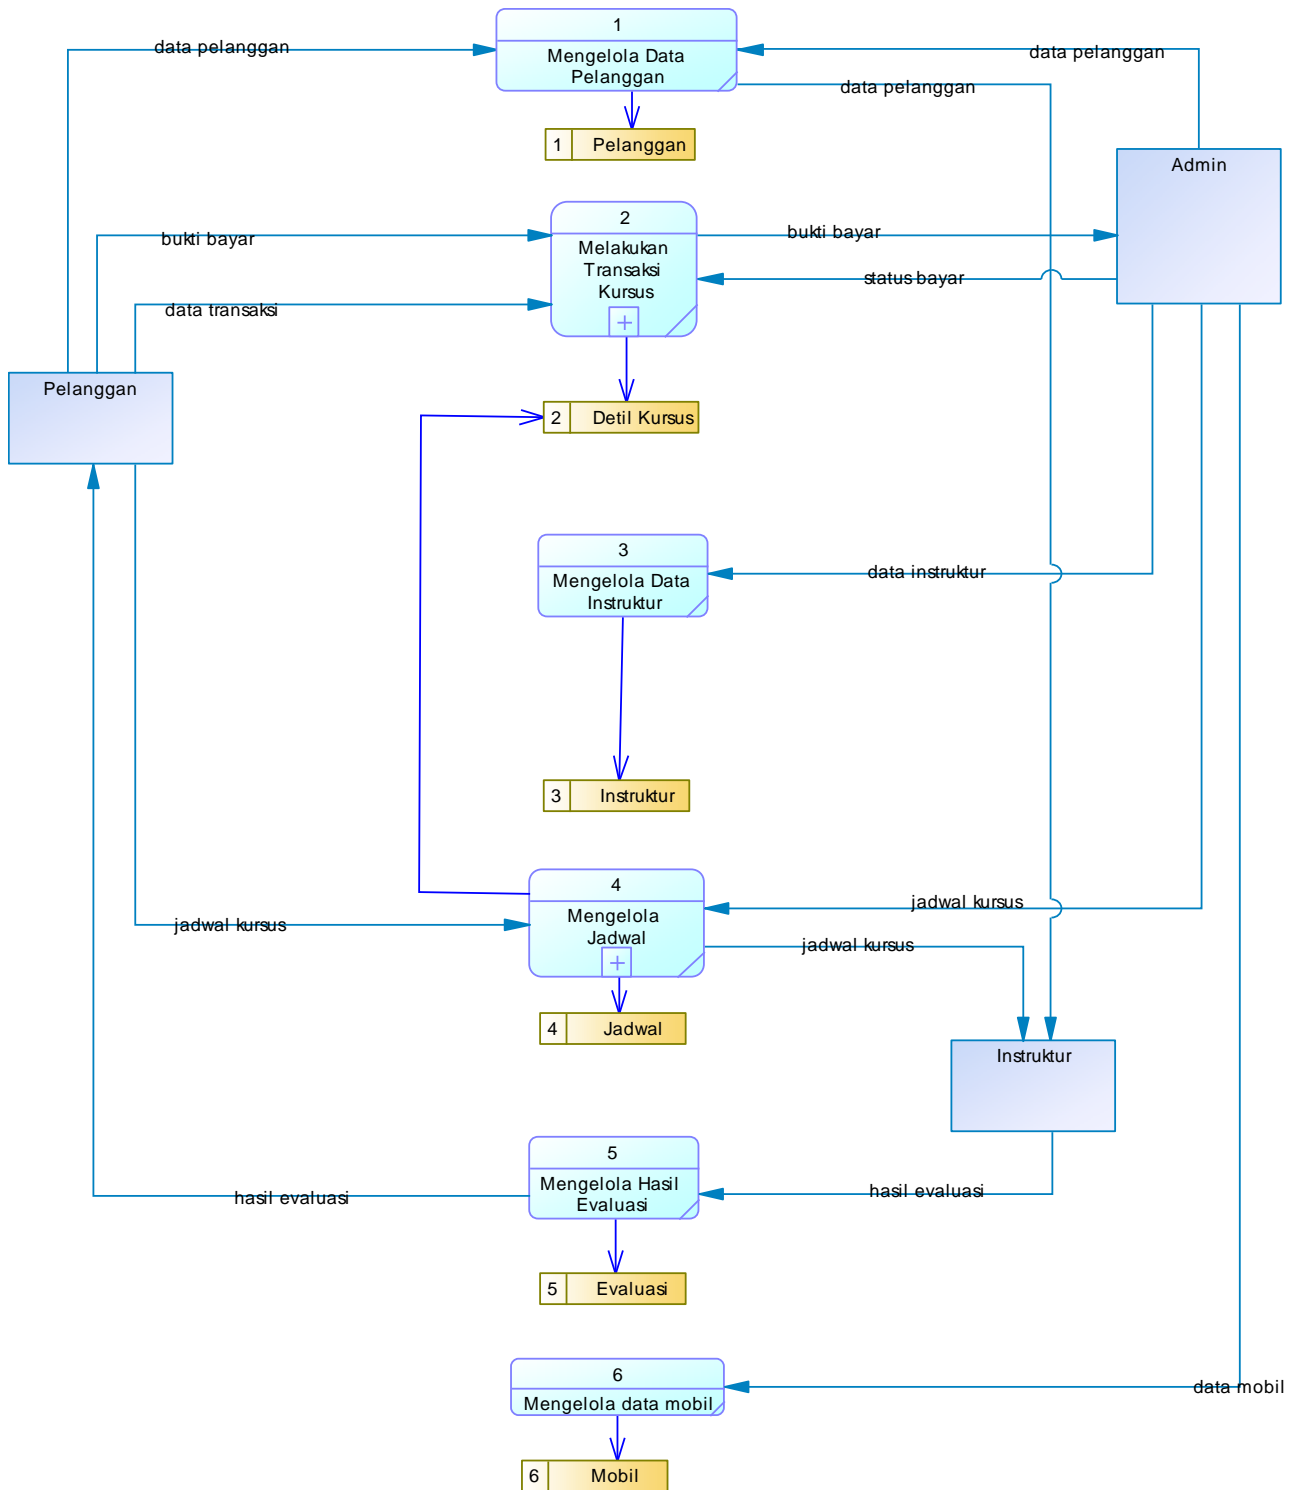 1
Mengelola Data
Pelanggan
data pelanggan
data pelanggan
data pelanggan
1 Pelanggan
Admin
2
Melakukan
Transaksi
Kursus
bukti bayar
bukti bayar
status bayar
data transaksi
Pelanggan
2 Detil Kursus
3
Mengelola Data
Instruktur
data instruktur
3 Instruktur
4
Mengelola
Jadwal
jadwal kursus
jadwal kursus
jadwal kursus
4 Jadwal
Instruktur
5
Mengelola Hasil
Evaluasi
hasil evaluasi
hasil evaluasi
5 Evaluasi
6
Mengelola data mobil
data mobil
6 Mobil